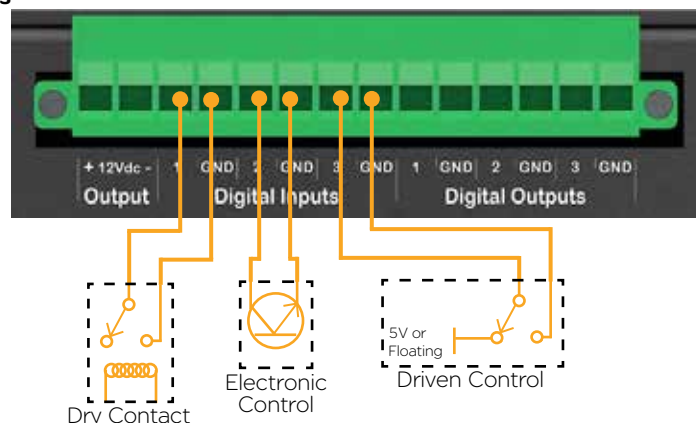 + 12Vdc - 1 GND 2 GND 3 GND 1 GND 2 GND 3 GND
Output Digital Inputs Digital Outputs
5V or
Floating
Dry Contact
Electronic
Control
Driven Control